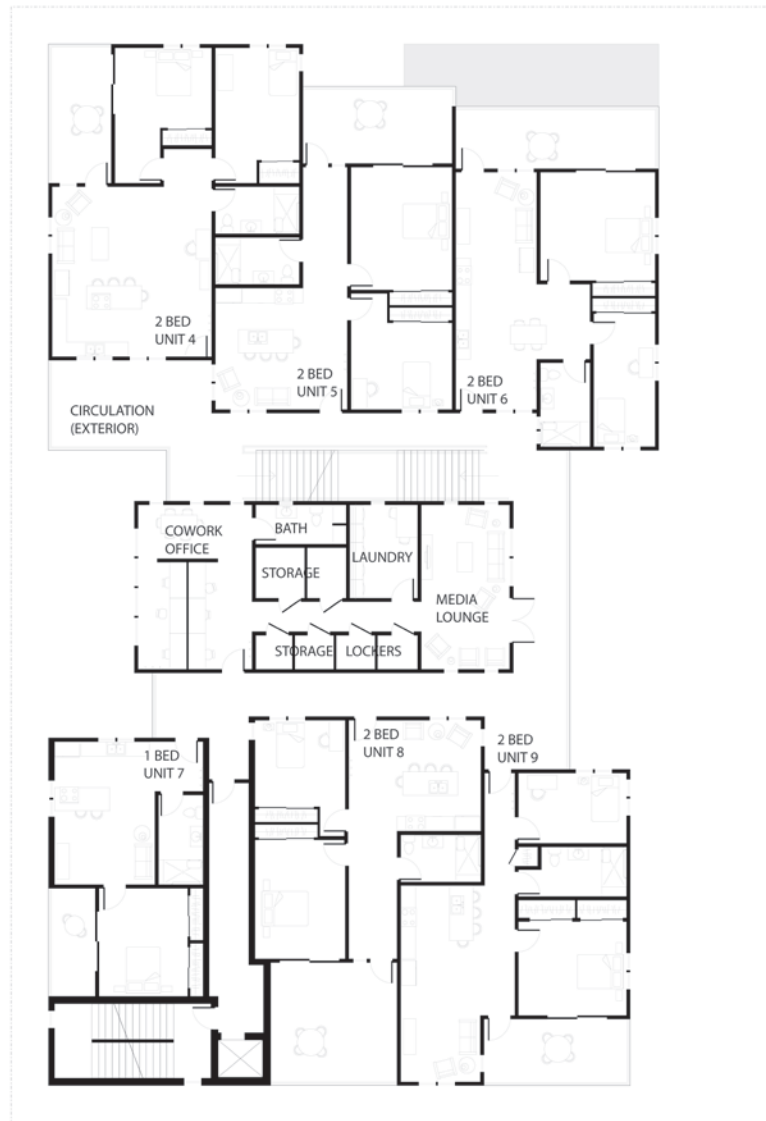 2 BED
UNIT 4
2 BED
UNIT 5
2 BED
UNIT 6
CIRCULATION
(EXTERIOR)
COWORK
OFFICE
BATH
LAUNDRY
STORAGE
MEDIA
LOUNGE
STORAGE
LOCKERS
1 BED
UNIT 7
2 BED
UNIT 8
2 BED
UNIT 9